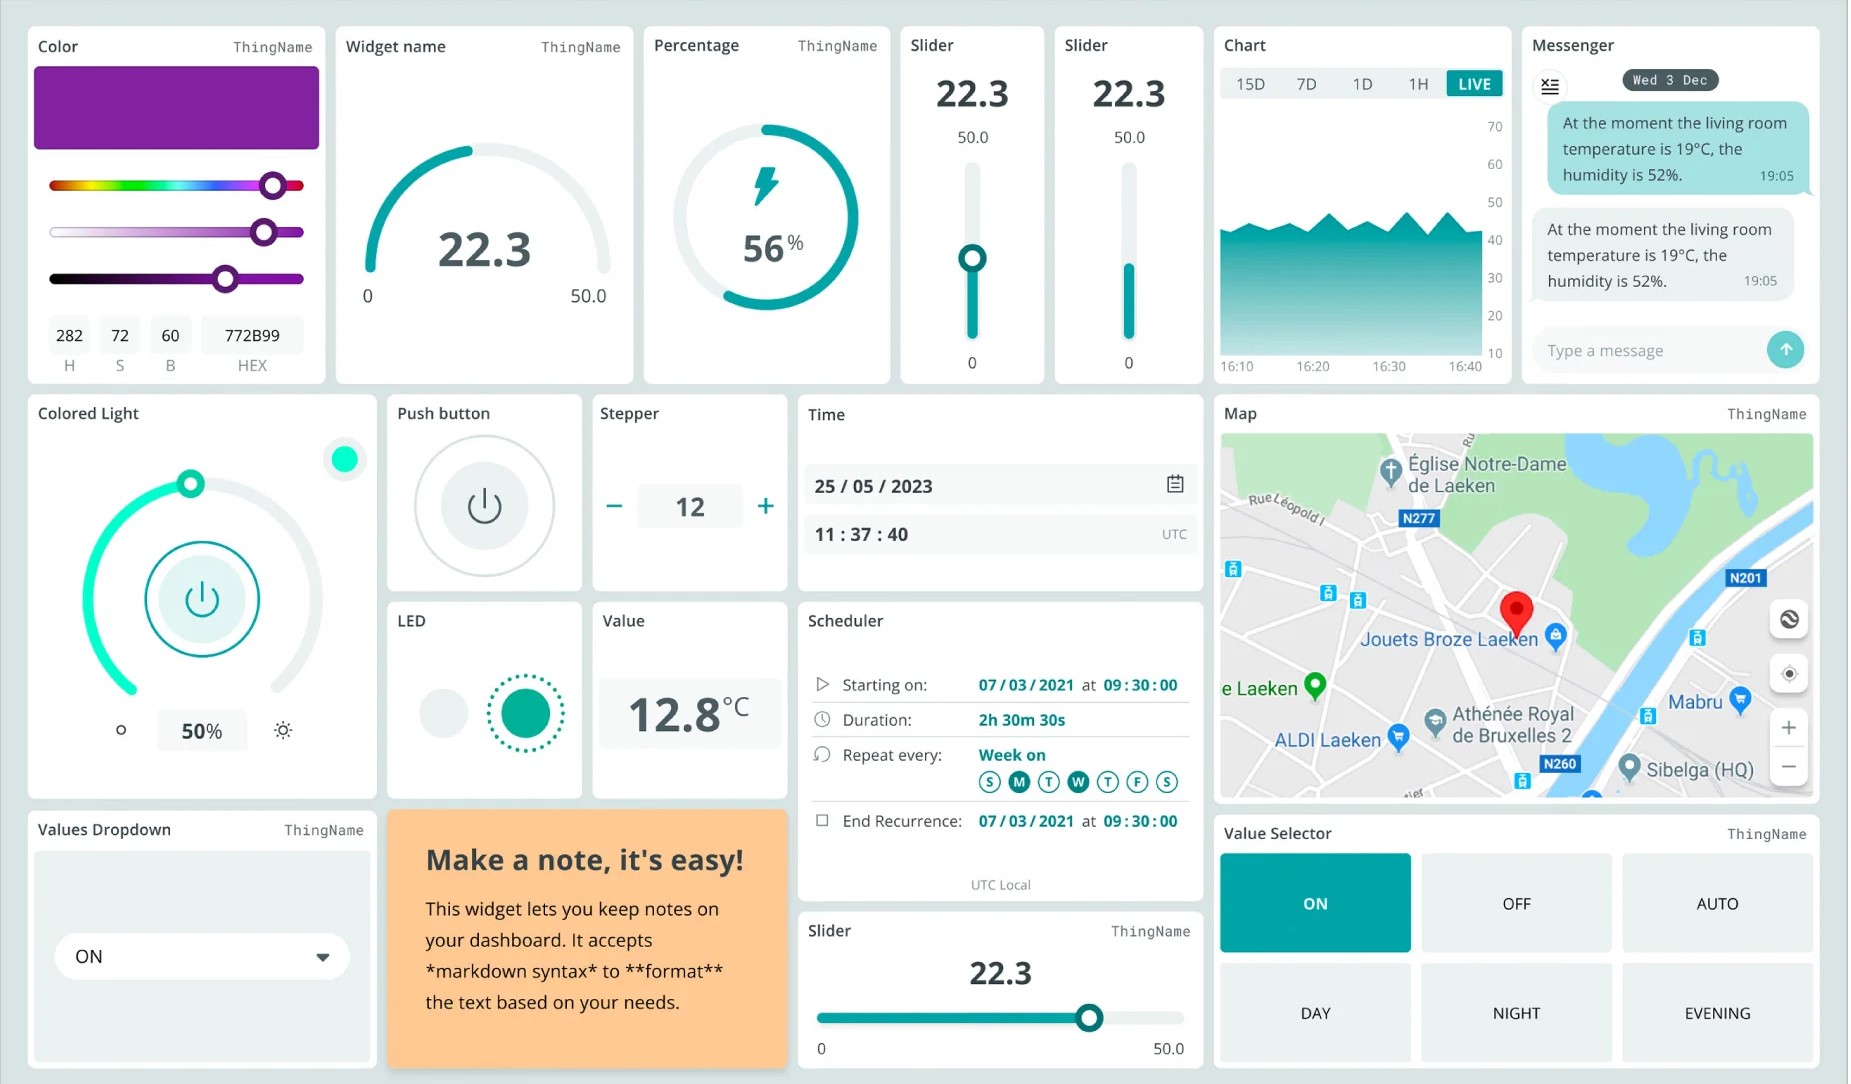 Color ThingName
282 72 60 772B99
H S B HEX
Widget name ThingName
22.3
0 50.0
Percentage ThingName
56%
Slider
22.3
50.0
0
Slider
22.3
50.0
0
Chart
15D 7D 1D 1H LIVE
70
60
50
40
30
20
10
16:10 16:20 16:30 16:40
Messenger
Wed 3 Dec
At the moment the living room
temperature is 19°C, the
humidity is 52%. 19:05
At the moment the living room
temperature is 19°C, the
humidity is 52%. 19:05
Type a message
Colored Light
50%
Push button
Stepper
− 12 +
Time
25 / 05 / 2023
11 : 37 : 40 UTC
Map ThingName
Église Notre-Dame
de Laeken
Rue Léopold I
Ru
N277
N201
Jouets Broze Laeken
e Laeken
Mabru
Athénée Royal
de Bruxelles 2
ALDI Laeken
N260
Sibelga (HQ)
tier
+
−
LED
Value
12.8°C
Scheduler
Starting on: 07/03/2021 at 09:30:00
Duration: 2h 30m 30s
Repeat every: Week on
S M T W T F S
End Recurrence: 07/03/2021 at 09:30:00
UTC Local
Values Dropdown ThingName
ON
Make a note, it's easy!
This widget lets you keep notes on
your dashboard. It accepts
*markdown syntax* to **format**
the text based on your needs.
Slider ThingName
22.3
0 50.0
Value Selector ThingName
ON OFF AUTO
DAY NIGHT EVENING